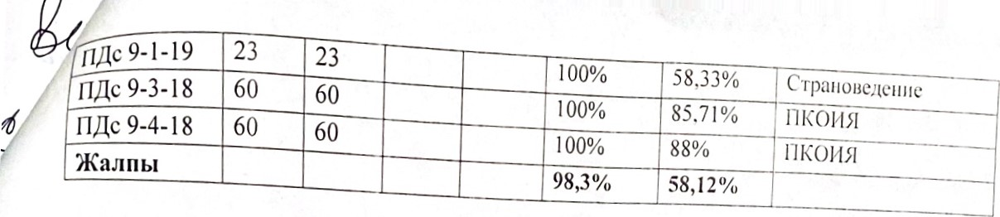 ПДс 9-1-19 23 23 100% 58,33% Страноведение
ПДс 9-3-18 60 60 100% 85,71% ПКОИЯ
ПДс 9-4-18 60 60 100% 88% ПКОИЯ
Жалпы 98,3% 58,12%